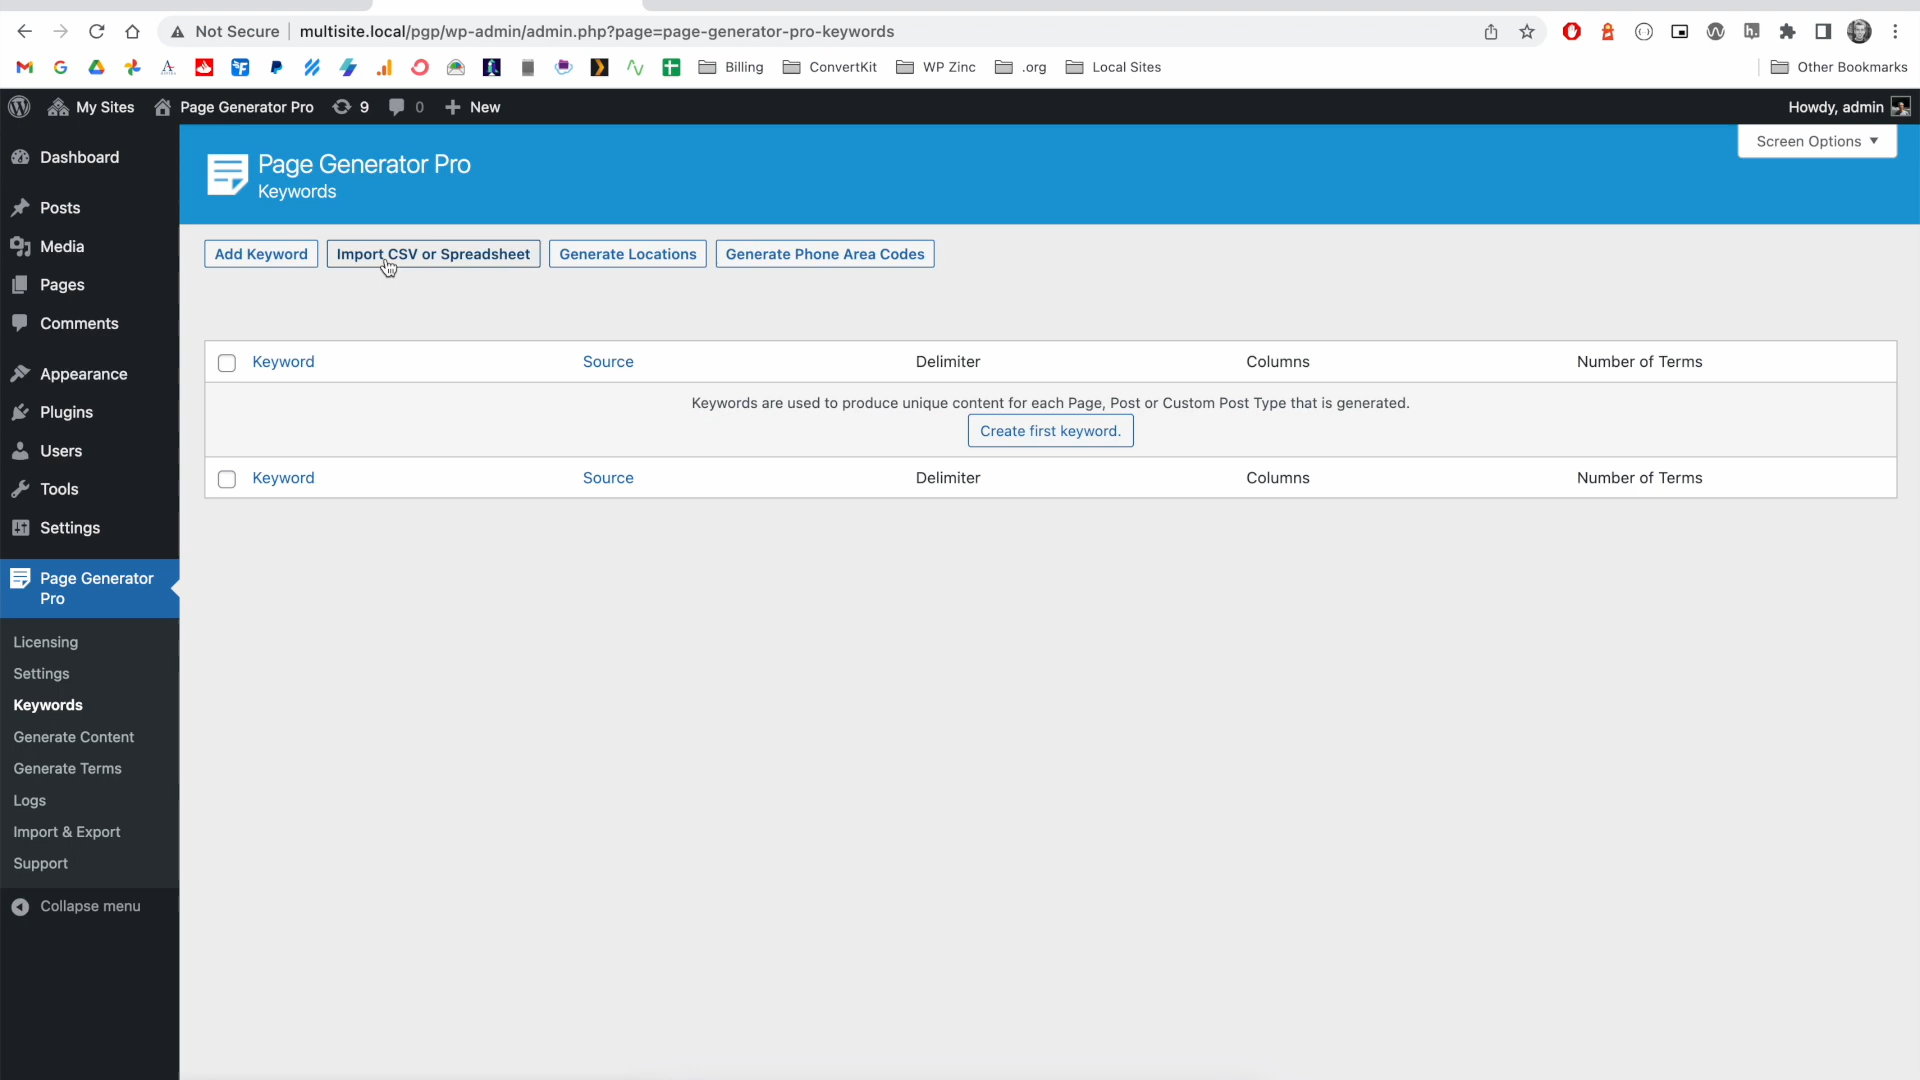 Not Secure multisite.local/pgp/wp-admin/admin.php?page=page-generator-pro-keywords
Billing ConvertKit WP Zinc .org Local Sites Other Bookmarks
My Sites Page Generator Pro 9 0 New Howdy, admin
Screen Options
Page Generator Pro
Keywords
Dashboard
Posts
Media
Pages
Comments
Appearance
Plugins
Users
Tools
Settings
Page Generator
Pro
Licensing
Settings
Keywords
Generate Content
Generate Terms
Logs
Import & Export
Support
Collapse menu
Add Keyword Import CSV or Spreadsheet Generate Locations Generate Phone Area Codes
Keyword Source Delimiter Columns Number of Terms
Keywords are used to produce unique content for each Page, Post or Custom Post Type that is generated.
Create first keyword.
Keyword Source Delimiter Columns Number of Terms